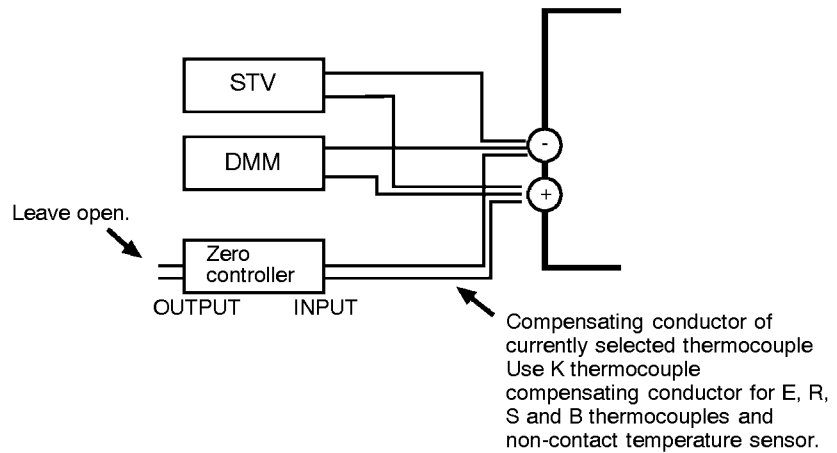 STV
-
DMM
+
Leave open.
Zero
controller
OUTPUT
INPUT
Compensating conductor of
currently selected thermocouple
Use K thermocouple
compensating conductor for E, R,
S and B thermocouples and
non-contact temperature sensor.